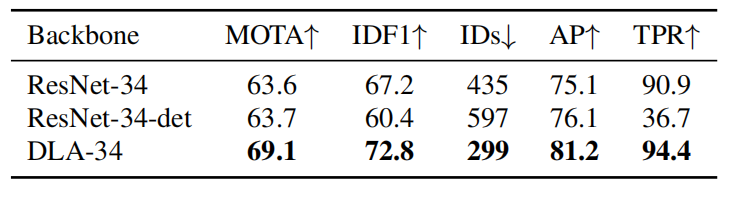 Backbone MOTA↑ IDF1↑ IDs↓ AP↑ TPR↑
ResNet-34 63.6 67.2 435 75.1 90.9
ResNet-34-det 63.7 60.4 597 76.1 36.7
DLA-34 69.1 72.8 299 81.2 94.4